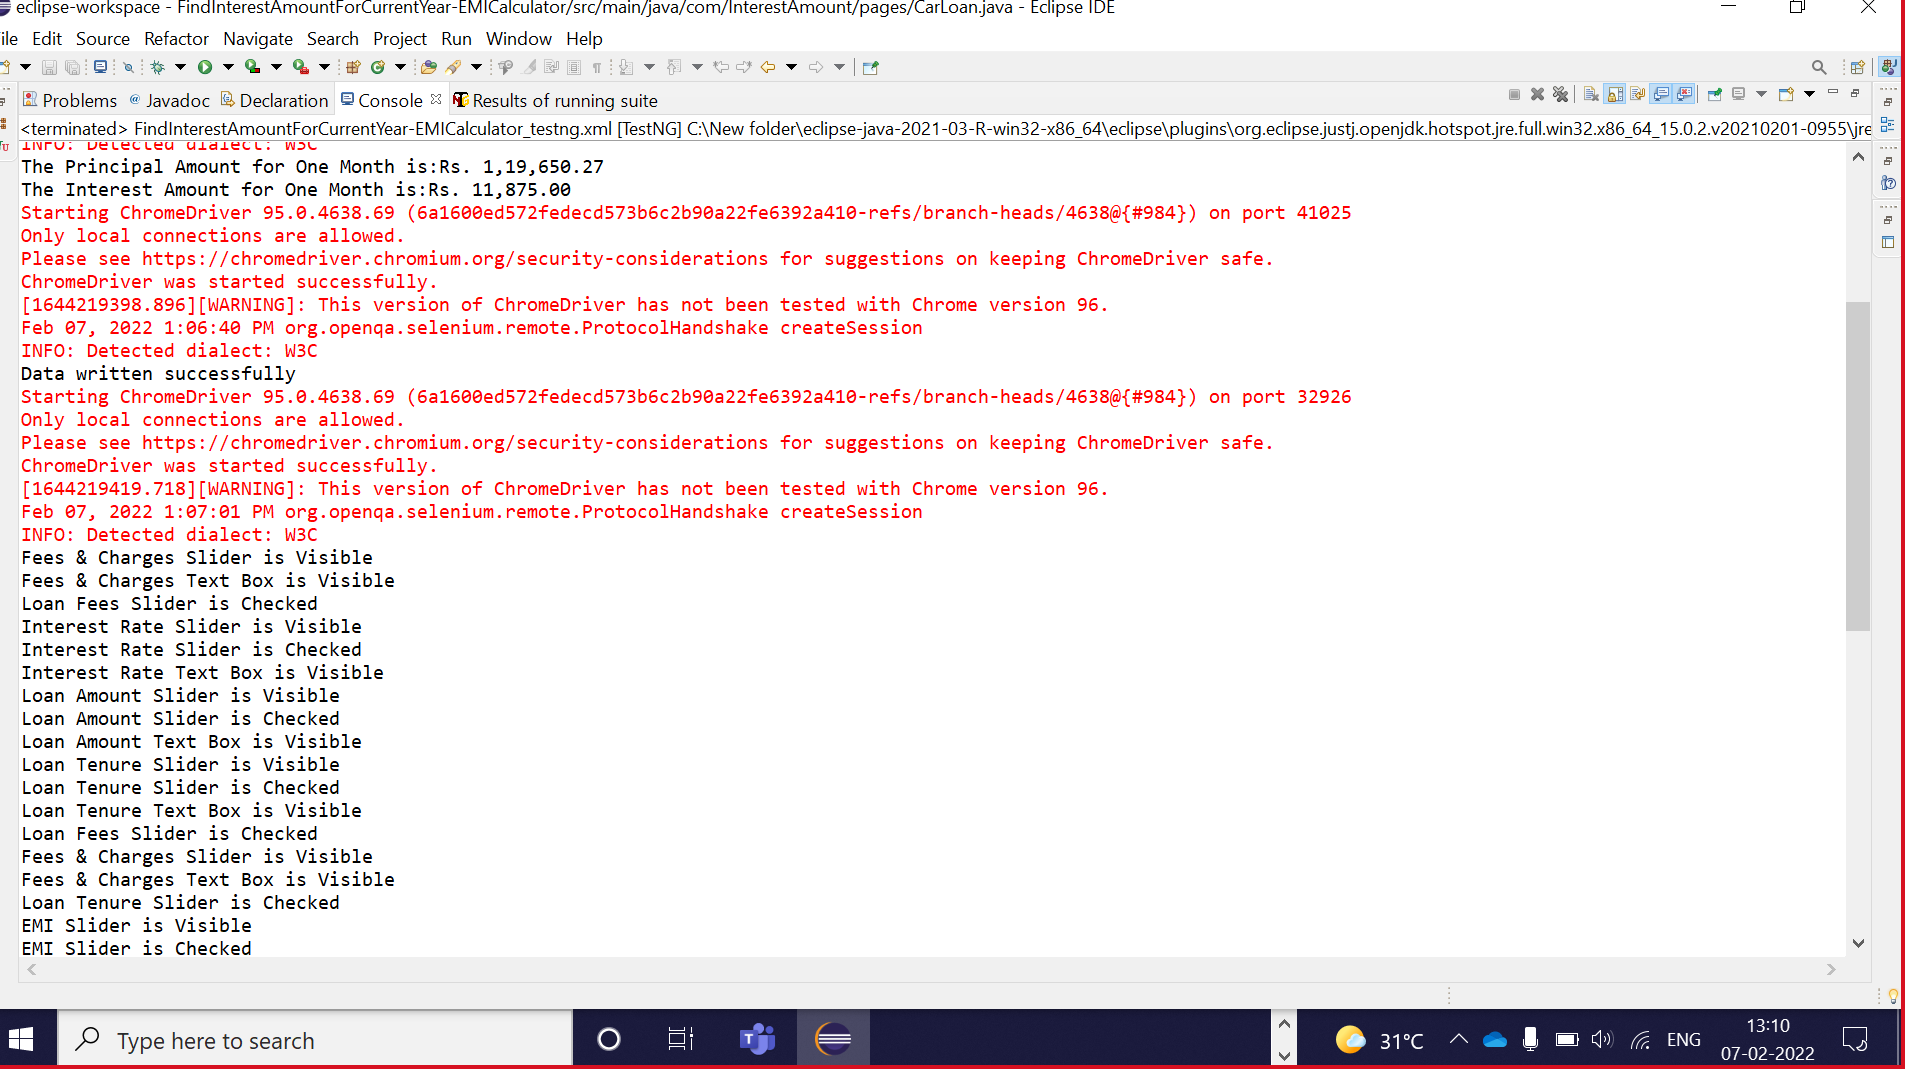 eclipse-workspace - FindInterestAmountForCurrentYear-EMICalculator/src/main/java/com/InterestAmount/pages/CarLoan.java - Eclipse IDE
ile Edit Source Refactor Navigate Search Project Run Window Help
Problems @ Javadoc Declaration Console Results of running suite
<terminated> FindInterestAmountForCurrentYear-EMICalculator_testng.xml [TestNG] C:\New folder\eclipse-java-2021-03-R-win32-x86_64\eclipse\plugins\org.eclipse.justj.openjdk.hotspot.jre.full.win32.x86_64_15.0.2.v20210201-0955\jre
INFO: Detected dialect: W3C
The Principal Amount for One Month is:Rs. 1,19,650.27
The Interest Amount for One Month is:Rs. 11,875.00
Starting ChromeDriver 95.0.4638.69 (6a1600ed572fedecd573b6c2b90a22fe6392a410-refs/branch-heads/4638@{#984}) on port 41025
Only local connections are allowed.
Please see https://chromedriver.chromium.org/security-considerations for suggestions on keeping ChromeDriver safe.
ChromeDriver was started successfully.
[1644219398.896][WARNING]: This version of ChromeDriver has not been tested with Chrome version 96.
Feb 07, 2022 1:06:40 PM org.openqa.selenium.remote.ProtocolHandshake createSession
INFO: Detected dialect: W3C
Data written successfully
Starting ChromeDriver 95.0.4638.69 (6a1600ed572fedecd573b6c2b90a22fe6392a410-refs/branch-heads/4638@{#984}) on port 32926
Only local connections are allowed.
Please see https://chromedriver.chromium.org/security-considerations for suggestions on keeping ChromeDriver safe.
ChromeDriver was started successfully.
[1644219419.718][WARNING]: This version of ChromeDriver has not been tested with Chrome version 96.
Feb 07, 2022 1:07:01 PM org.openqa.selenium.remote.ProtocolHandshake createSession
INFO: Detected dialect: W3C
Fees & Charges Slider is Visible
Fees & Charges Text Box is Visible
Loan Fees Slider is Checked
Interest Rate Slider is Visible
Interest Rate Slider is Checked
Interest Rate Text Box is Visible
Loan Amount Slider is Visible
Loan Amount Slider is Checked
Loan Amount Text Box is Visible
Loan Tenure Slider is Visible
Loan Tenure Slider is Checked
Loan Tenure Text Box is Visible
Loan Fees Slider is Checked
Fees & Charges Slider is Visible
Fees & Charges Text Box is Visible
Loan Tenure Slider is Checked
EMI Slider is Visible
EMI Slider is Checked
Type here to search
31°C
ENG
13:10
07-02-2022